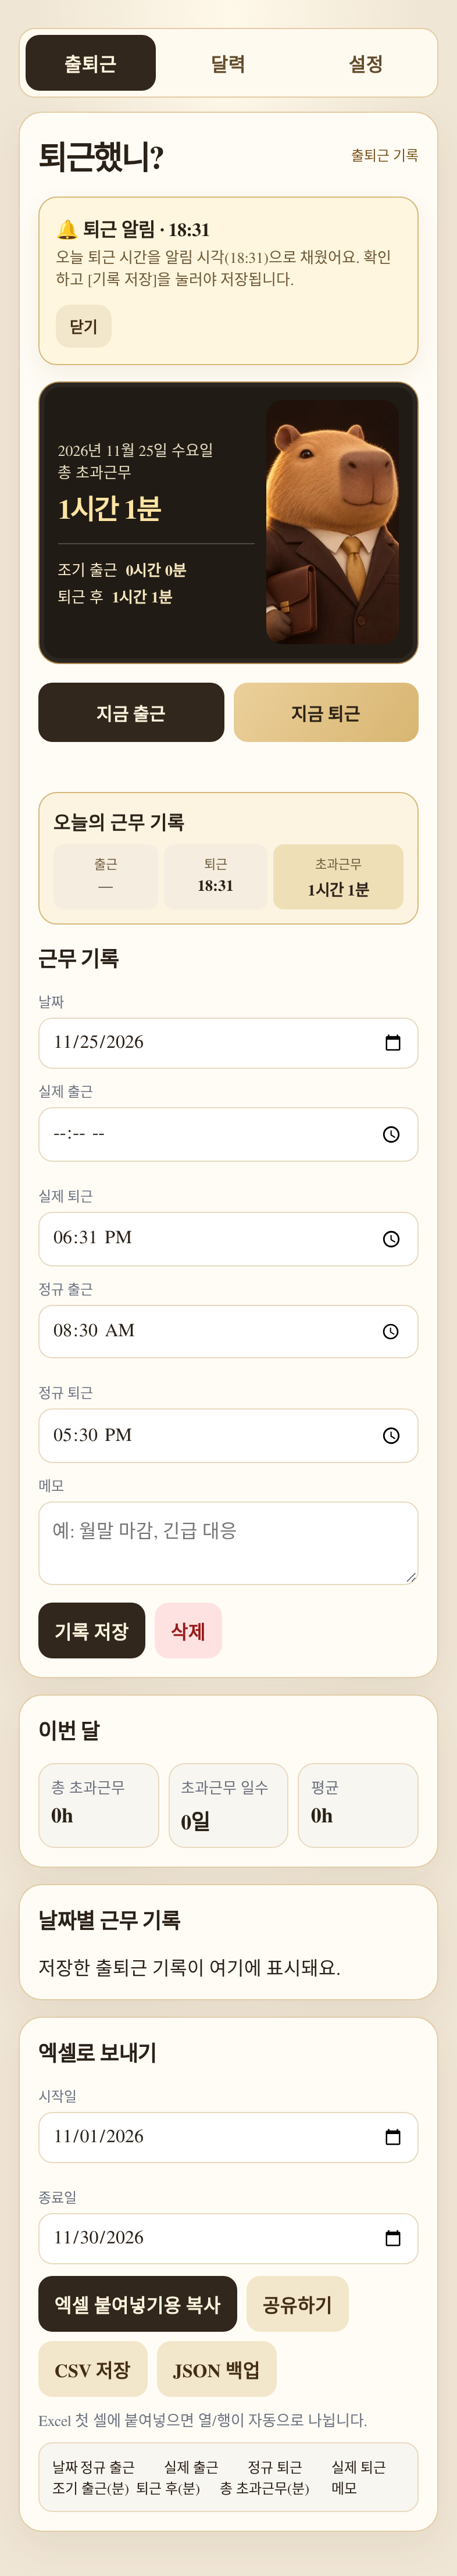 출퇴근 달력 설정
퇴근했니? 출퇴근 기록
🔔 퇴근 알림 · 18:31
오늘 퇴근 시간을 알림 시각(18:31)으로 채웠어요. 확인
하고 [기록 저장]을 눌러야 저장됩니다.
닫기
2026년 11월 25일 수요일
총 초과근무
1시간 1분
조기 출근 0시간 0분
퇴근 후 1시간 1분
지금 출근 지금 퇴근
오늘의 근무 기록
출근 퇴근 초과근무
— 18:31 1시간 1분
근무 기록
날짜
11/25/2026
실제 출근
--:-- --
실제 퇴근
06:31 PM
정규 출근
08:30 AM
정규 퇴근
05:30 PM
메모
예: 월말 마감, 긴급 대응
기록 저장 삭제
이번 달
총 초과근무 초과근무 일수 평균
0h 0일 0h
날짜별 근무 기록
저장한 출퇴근 기록이 여기에 표시돼요.
엑셀로 보내기
시작일
11/01/2026
종료일
11/30/2026
엑셀 붙여넣기용 복사 공유하기
CSV 저장 JSON 백업
Excel 첫 셀에 붙여넣으면 열/행이 자동으로 나뉩니다.
날짜 정규 출근 실제 출근 정규 퇴근 실제 퇴근
조기 출근(분) 퇴근 후(분) 총 초과근무(분) 메모